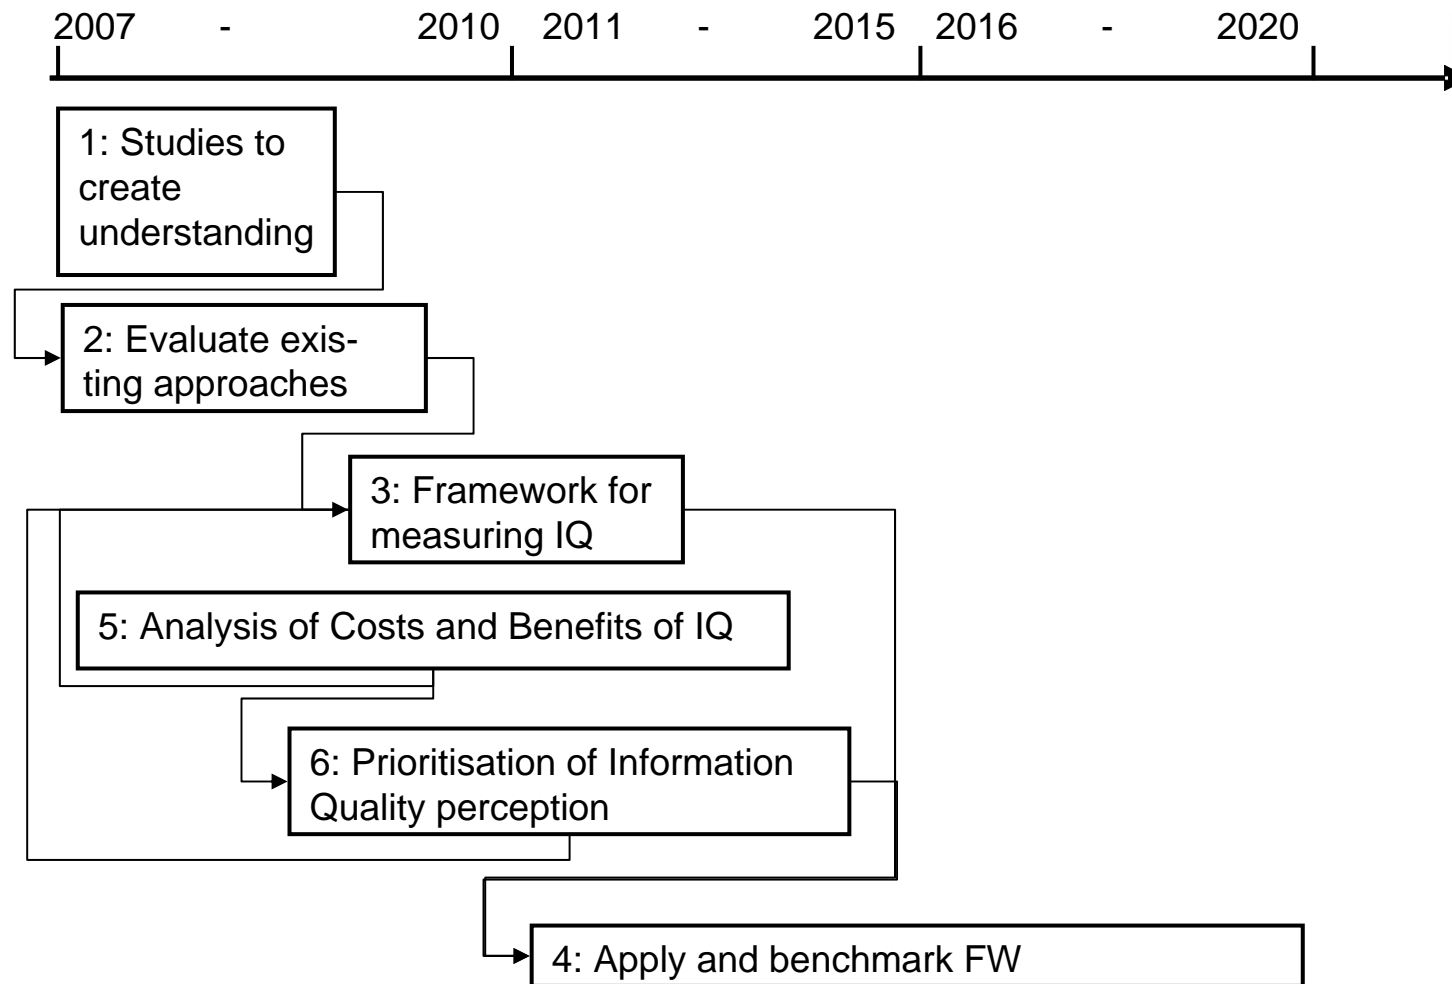 2007 - 2010 2011 - 2015 2016 - 2020
1: Studies to
create
understanding
2: Evaluate exis-
ting approaches
3: Framework for
measuring IQ
5: Analysis of Costs and Benefits of IQ
6: Prioritisation of Information
Quality perception
4: Apply and benchmark FW